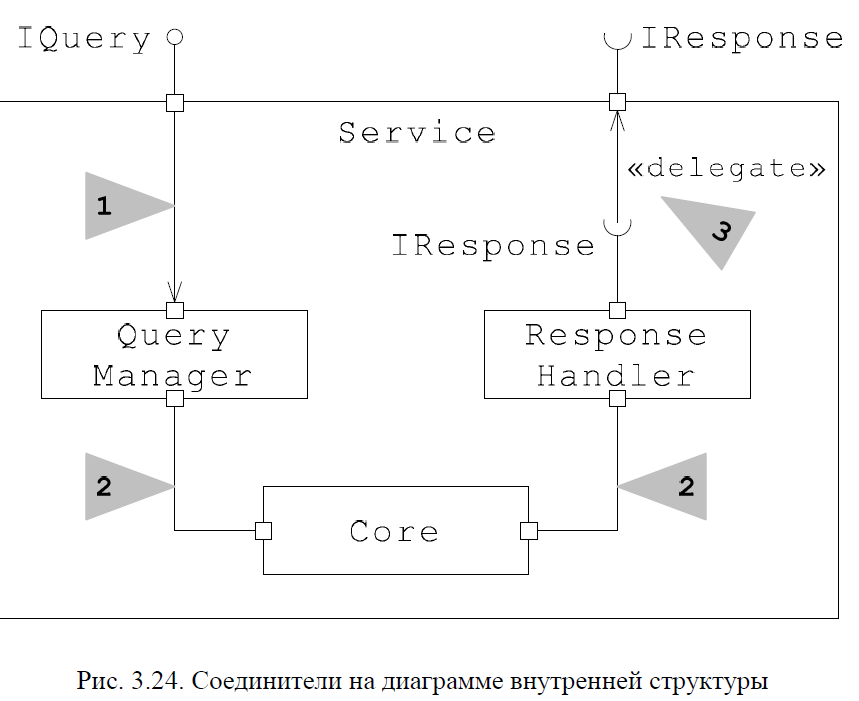 IQuery
IResponse
Service
«delegate»
1
3
IResponse
Query
Manager
Response
Handler
2
2
Core
Рис. 3.24. Соединители на диаграмме внутренней структуры